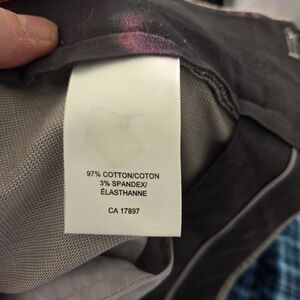 97% COTTON/COTON
3% SPANDEX/
ÉLASTHANNE
CA 17897